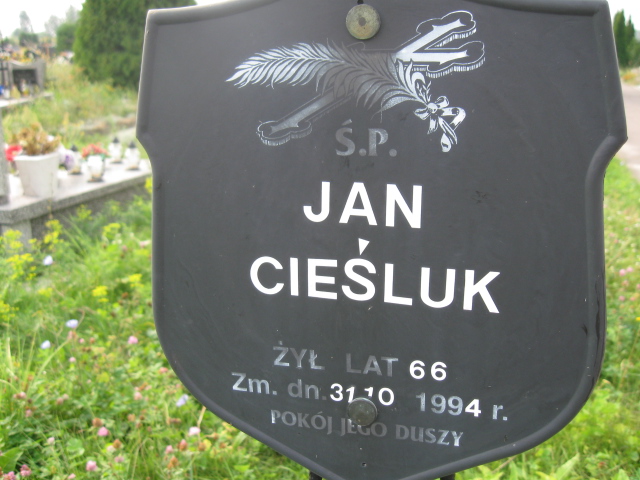 Ś.P.
JAN
CIEŚLUK
ŻYŁ LAT 66
Zm. dn. 31.10 1994 r.
POKÓJ JEGO DUSZY